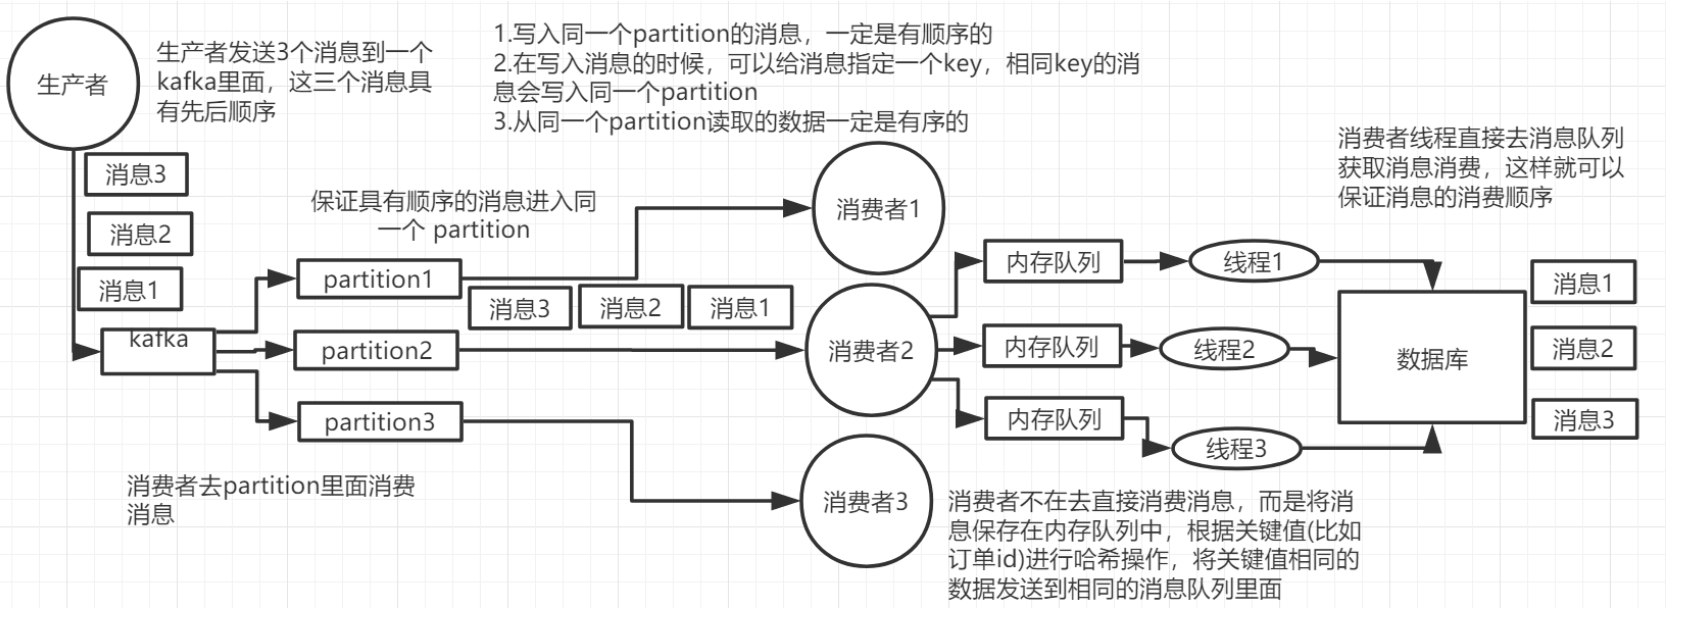 生产者
生产者发送3个消息到一个
kafka里面，这三个消息具
有先后顺序
1.写入同一个partition的消息，一定是有顺序的
2.在写入消息的时候，可以给消息指定一个key，相同key的消
息会写入同一个partition
3.从同一个partition读取的数据一定是有序的
消费者线程直接去消息队列
获取消息消费，这样就可以
保证消息的消费顺序
消息3
消息2
消息1
保证具有顺序的消息进入同
一个 partition
kafka
partition1
partition2
partition3
消息3
消息2
消息1
消费者1
消费者2
消费者3
内存队列
线程1
内存队列
线程2
内存队列
线程3
数据库
消息1
消息2
消息3
消费者去partition里面消费
消息
消费者不在去直接消费消息，而是将消
息保存在内存队列中，根据关键值(比如
订单id)进行哈希操作，将关键值相同的
数据发送到相同的消息队列里面